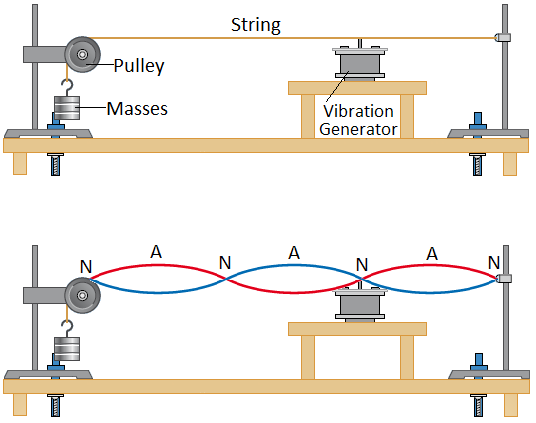 String
Pulley
Masses
Vibration
Generator
N A N A N A N